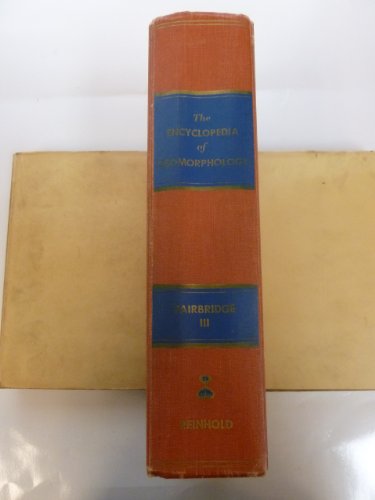 The
ENCYCLOPEDIA
of
GEOMORPHOLOGY
FAIRBRIDGE
III
REINHOLD